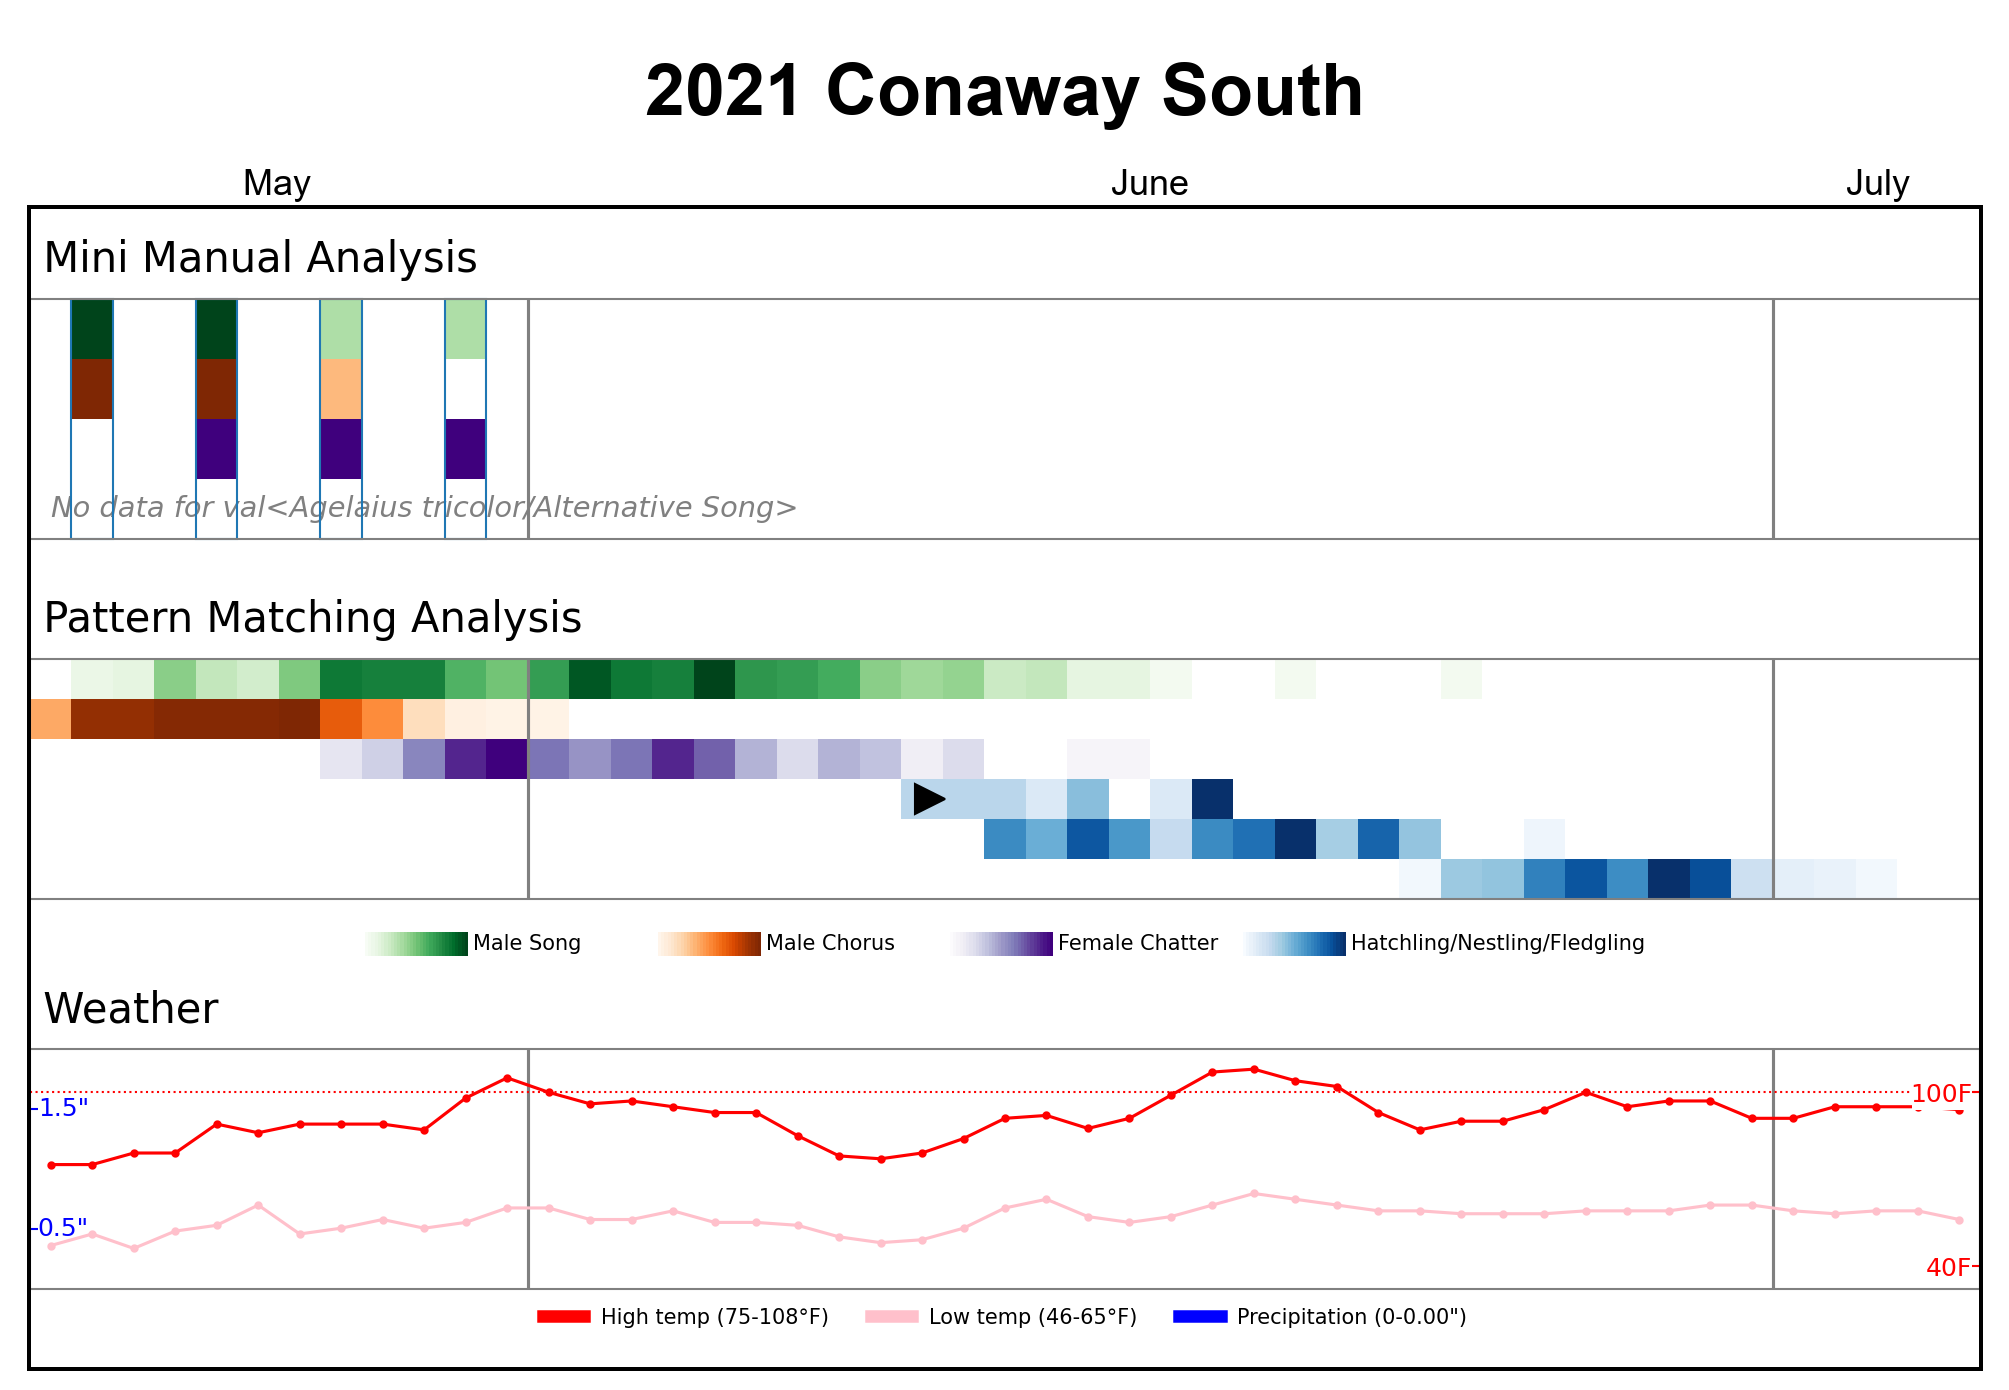 2021 Conaway South
May June July
Mini Manual Analysis
No data for val<Agelaius tricolor/Alternative Song>
Pattern Matching Analysis
Male Song Male Chorus Female Chatter Hatchling/Nestling/Fledgling
Weather
1.5" 100F
0.5"
40F
High temp (75-108°F) Low temp (46-65°F) Precipitation (0-0.00")